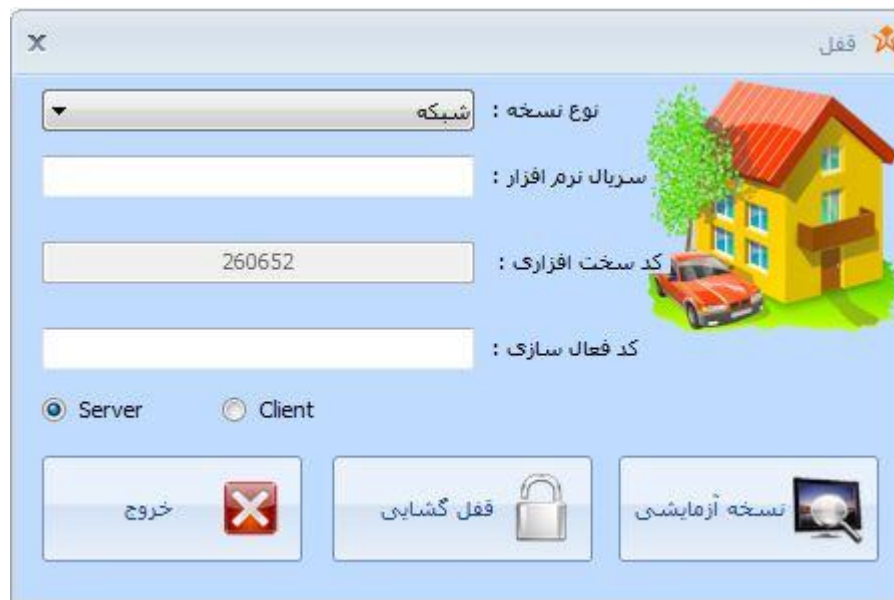 قفل
نوع نسخه : شبکه
سریال نرم افزار :
کد سخت افزاری : 260652
کد فعال سازی :
Server Client
نسخه آزمایشی قفل گشایی خروج